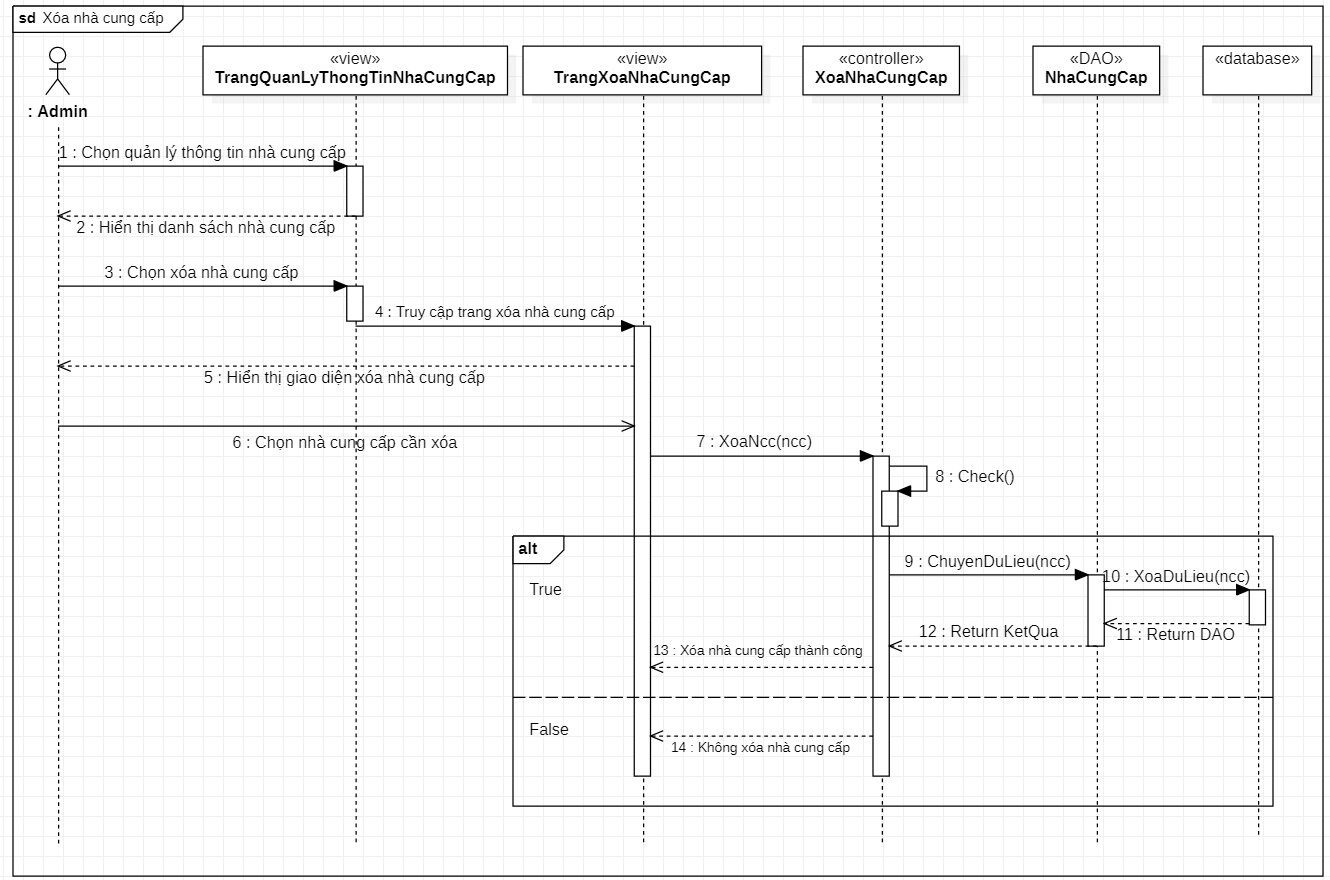 sd Xóa nhà cung cấp
: Admin
«view»
TrangQuanLyThongTinNhaCungCap
«view»
TrangXoaNhaCungCap
«controller»
XoaNhaCungCap
«DAO»
NhaCungCap
«database»
1 : Chọn quản lý thông tin nhà cung cấp
2 : Hiển thị danh sách nhà cung cấp
3 : Chọn xóa nhà cung cấp
4 : Truy cập trang xóa nhà cung cấp
5 : Hiển thị giao diện xóa nhà cung cấp
6 : Chọn nhà cung cấp cần xóa
7 : XoaNcc(ncc)
8 : Check()
alt
True
9 : ChuyenDuLieu(ncc)
10 : XoaDuLieu(ncc)
11 : Return DAO
12 : Return KetQua
13 : Xóa nhà cung cấp thành công
False
14 : Không xóa nhà cung cấp